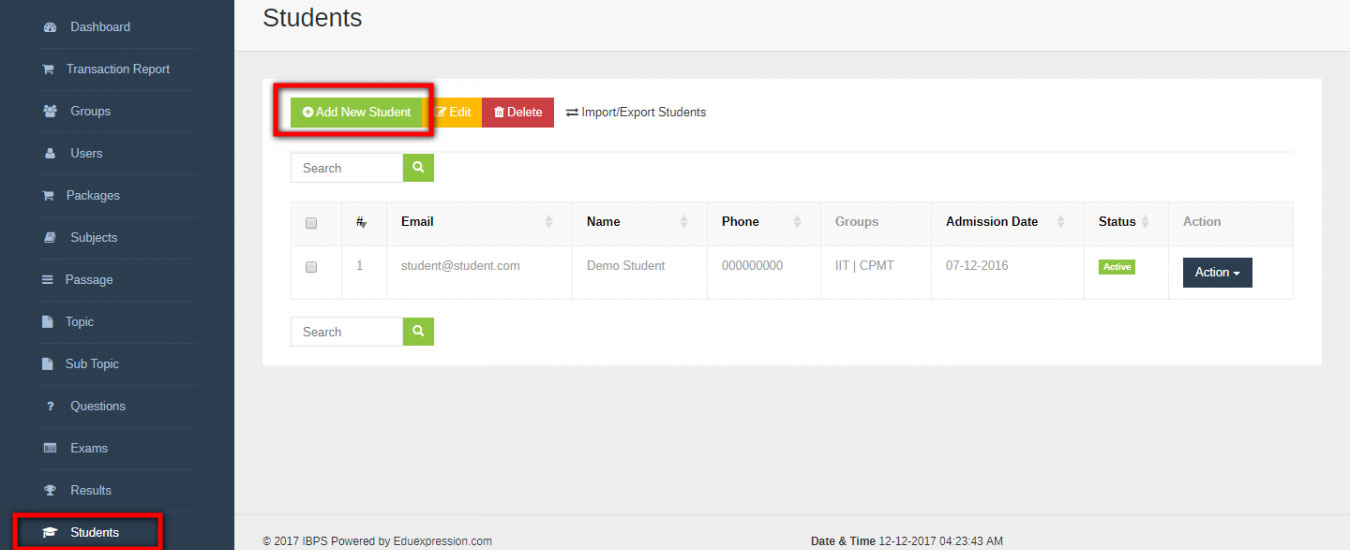 Students
Dashboard
Transaction Report
Groups
Users
Packages
Subjects
Passage
Topic
Sub Topic
? Questions
Exams
Results
Students
Add New Student Edit Delete Import/Export Students
Search
# Email Name Phone Groups Admission Date Status Action
1 student@student.com Demo Student 000000000 IIT | CPMT 07-12-2016 Active Action
Search
© 2017 IBPS Powered by Eduexpression.com Date & Time 12-12-2017 04:23:43 AM